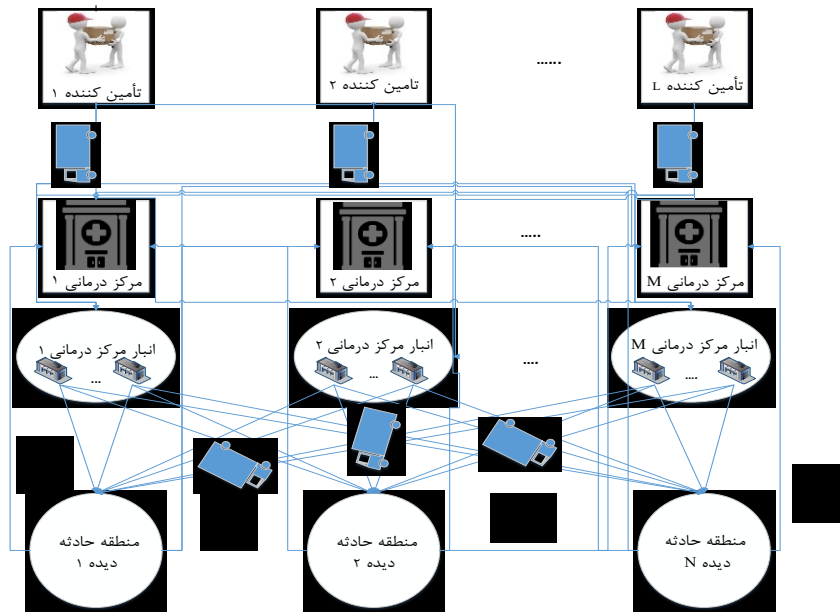 تأمین کننده ۱
تامین کننده ۲
......
تأمین کننده L
مرکز درمانی ۱
مرکز درمانی ۲
.....
مرکز درمانی M
انبار مرکز درمانی ۱
...
انبار مرکز درمانی ۲
...
....
انبار مرکز درمانی M
....
منطقه حادثه
دیده ۱
منطقه حادثه
دیده ۲
منطقه حادثه
دیده N